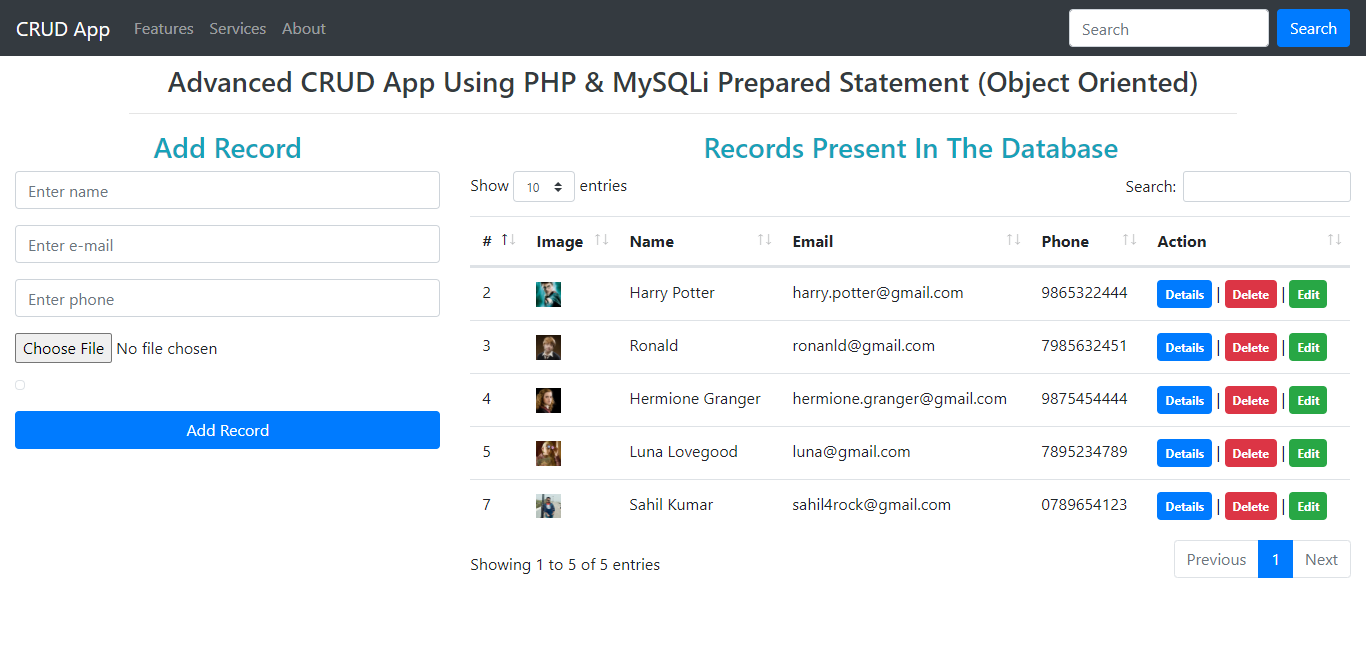 CRUD App Features Services About Search Search
Advanced CRUD App Using PHP & MySQLi Prepared Statement (Object Oriented)
Add Record
Enter name
Enter e-mail
Enter phone
Choose File No file chosen
Add Record
Records Present In The Database
Show 10 entries Search:
# Image Name Email Phone Action
2 Harry Potter harry.potter@gmail.com 9865322444 Details | Delete | Edit
3 Ronald ronanld@gmail.com 7985632451 Details | Delete | Edit
4 Hermione Granger hermione.granger@gmail.com 9875454444 Details | Delete | Edit
5 Luna Lovegood luna@gmail.com 7895234789 Details | Delete | Edit
7 Sahil Kumar sahil4rock@gmail.com 0789654123 Details | Delete | Edit
Showing 1 to 5 of 5 entries Previous 1 Next